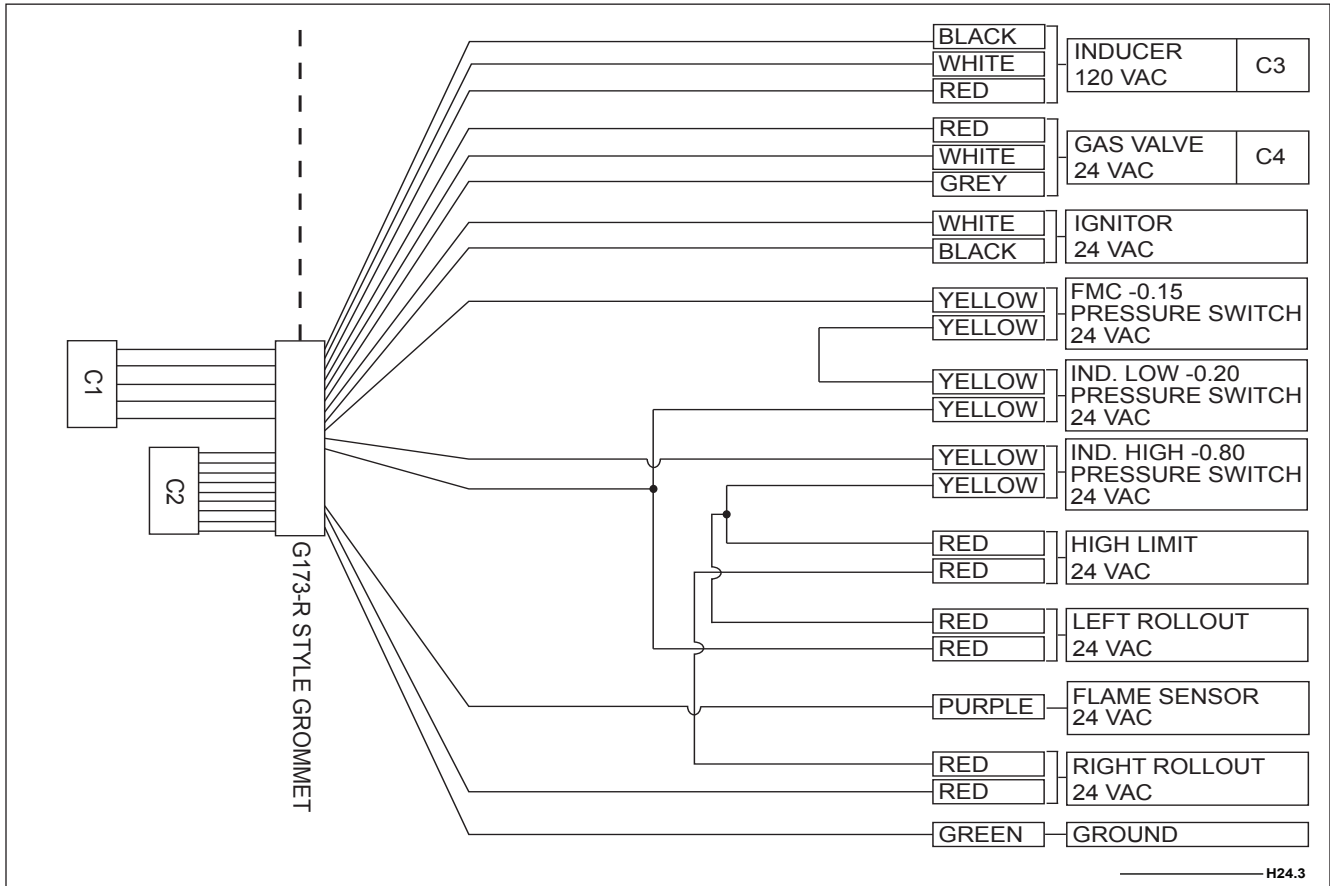 BLACK
WHITE
RED
INDUCER
120 VAC
C3
RED
WHITE
GREY
GAS VALVE
24 VAC
C4
WHITE
BLACK
IGNITOR
24 VAC
YELLOW
YELLOW
FMC -0.15
PRESSURE SWITCH
24 VAC
YELLOW
YELLOW
IND. LOW -0.20
PRESSURE SWITCH
24 VAC
YELLOW
YELLOW
IND. HIGH -0.80
PRESSURE SWITCH
24 VAC
RED
RED
HIGH LIMIT
24 VAC
RED
RED
LEFT ROLLOUT
24 VAC
PURPLE
FLAME SENSOR
24 VAC
RED
RED
RIGHT ROLLOUT
24 VAC
GREEN
GROUND
C1
C2
G173-R STYLE GROMMET
H24.3